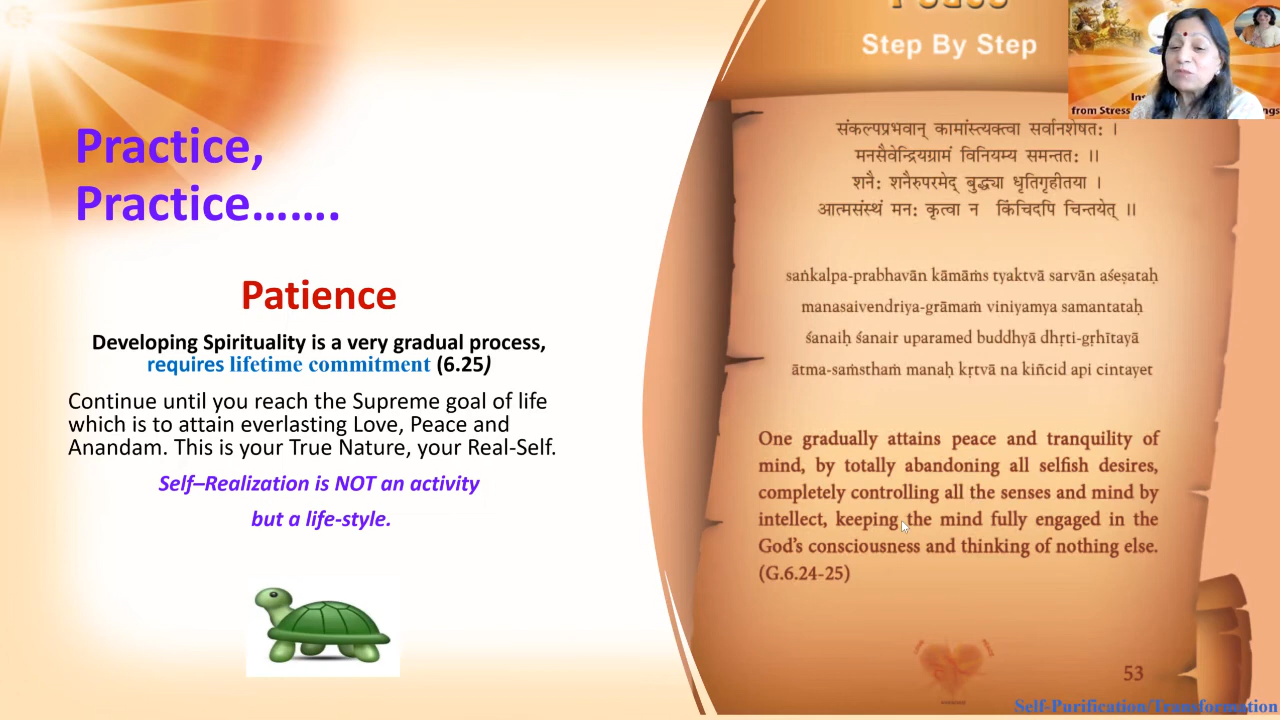 Practice,
Practice…….
Patience
Developing Spirituality is a very gradual process,
requires lifetime commitment (6.25)
Continue until you reach the Supreme goal of life
which is to attain everlasting Love, Peace and
Anandam. This is your True Nature, your Real-Self.
Self–Realization is NOT an activity
but a life-style.
Step By Step
संकल्पप्रभवान् कामांस्त्यक्त्वा सर्वानशेषतः ।
मनसैवेन्द्रियग्रामं विनियम्य समन्ततः ।।
शनैः शनैरुपरमेद् बुद्ध्या धृतिगृहीतया ।
आत्मसंस्थं मनः कृत्वा न किंचिदपि चिन्तयेत् ।।
saṅkalpa-prabhavān kāmāṁs tyaktvā sarvān aśeṣataḥ
manasaivendriya-grāmaṁ viniyamya samantataḥ
śanaiḥ śanair uparamed buddhyā dhṛti-gṛhītayā
ātma-saṁsthaṁ manaḥ kṛtvā na kiñcid api cintayet
One gradually attains peace and tranquility of
mind, by totally abandoning all selfish desires,
completely controlling all the senses and mind by
intellect, keeping the mind fully engaged in the
God's consciousness and thinking of nothing else.
(G.6.24-25)
53
Self-Purification/Transformation
from Stress